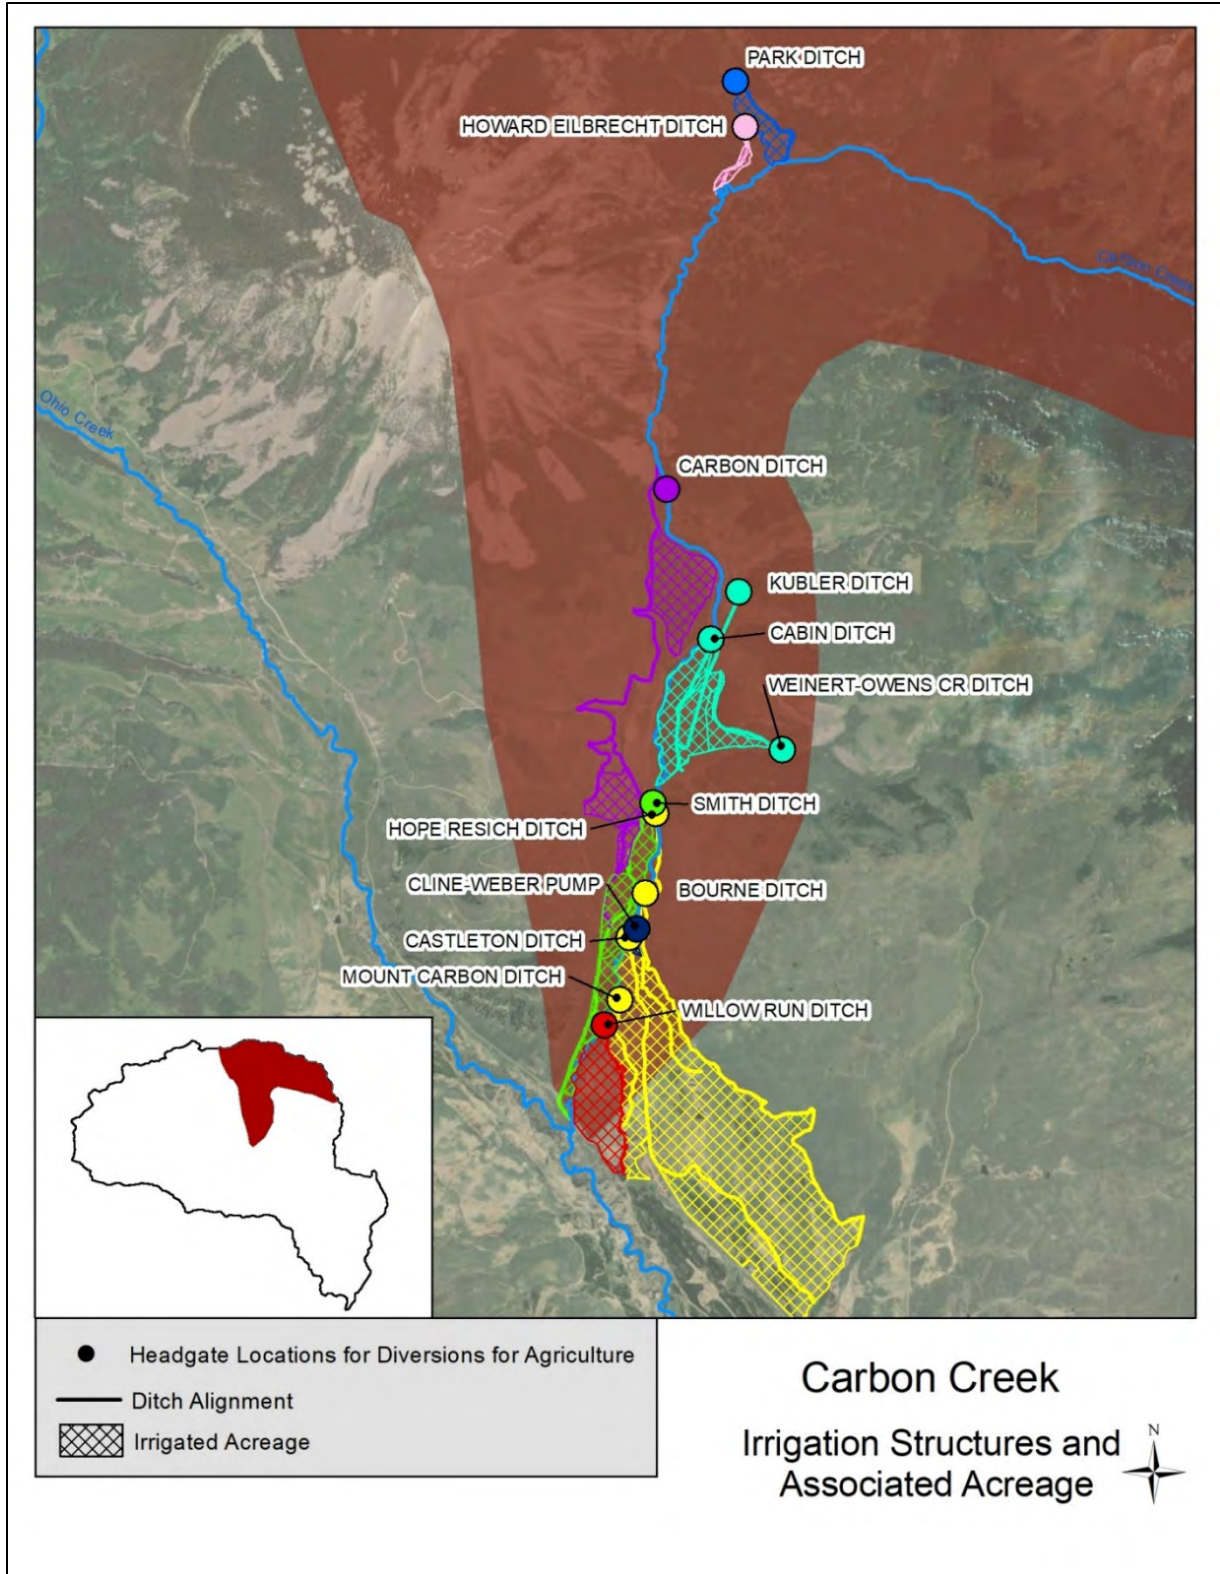 PARK DITCH
HOWARD EILBRECHT DITCH
Carbon Creek
Ohio Creek
CARBON DITCH
KUBLER DITCH
CABIN DITCH
WEINERT-OWENS CR DITCH
SMITH DITCH
HOPE RESICH DITCH
CLINE-WEBER PUMP
BOURNE DITCH
CASTLETON DITCH
MOUNT CARBON DITCH
WILLOW RUN DITCH
Headgate Locations for Diversions for Agriculture
Ditch Alignment
Irrigated Acreage
Carbon Creek
Irrigation Structures and
Associated Acreage
N